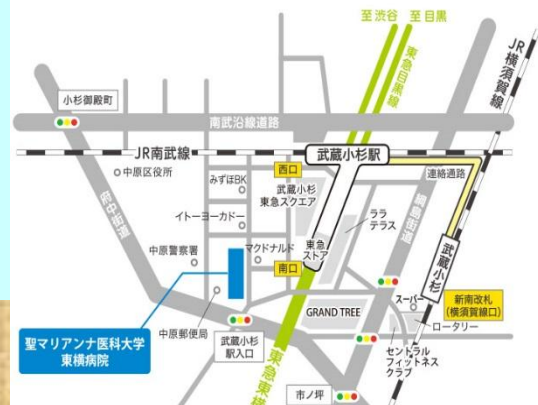 至渋谷 至目黒
東急目黒線
JR横須賀線
小杉御殿町
南武沿線道路
JR南武線
武蔵小杉駅
中原区役所
みずほBK
西口
連絡通路
武蔵小杉
東急スクエア
綱島街道
府中街道
イトーヨーカドー
ララ
テラス
武蔵小杉
中原警察署
マクドナルド
東急
ストア
南口
新南改札
(横須賀線口)
スーパー
ロータリー
GRAND TREE
聖マリアンナ医科大学
東横病院
中原郵便局
武蔵小杉
駅入口
セントラル
フィットネス
クラブ
東急東横
市ノ坪